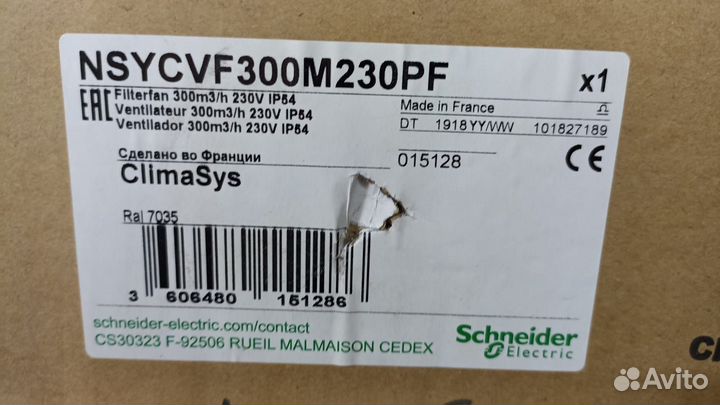 NSYCVF300M230PF
x1
EAC
Filterfan 300m3/h 230V IP54
Ventilateur 300m3/h 230V IP54
Ventilador 300m3/h 230V IP54
Made in France
DT 1918 YY/WW 101827189
Сделано во Франции
015128
CE
ClimaSys
Ral 7035
3 606480 151286
schneider-electric.com/contact
CS30323 F-92506 RUEIL MALMAISON CEDEX
Schneider
Electric
Avito